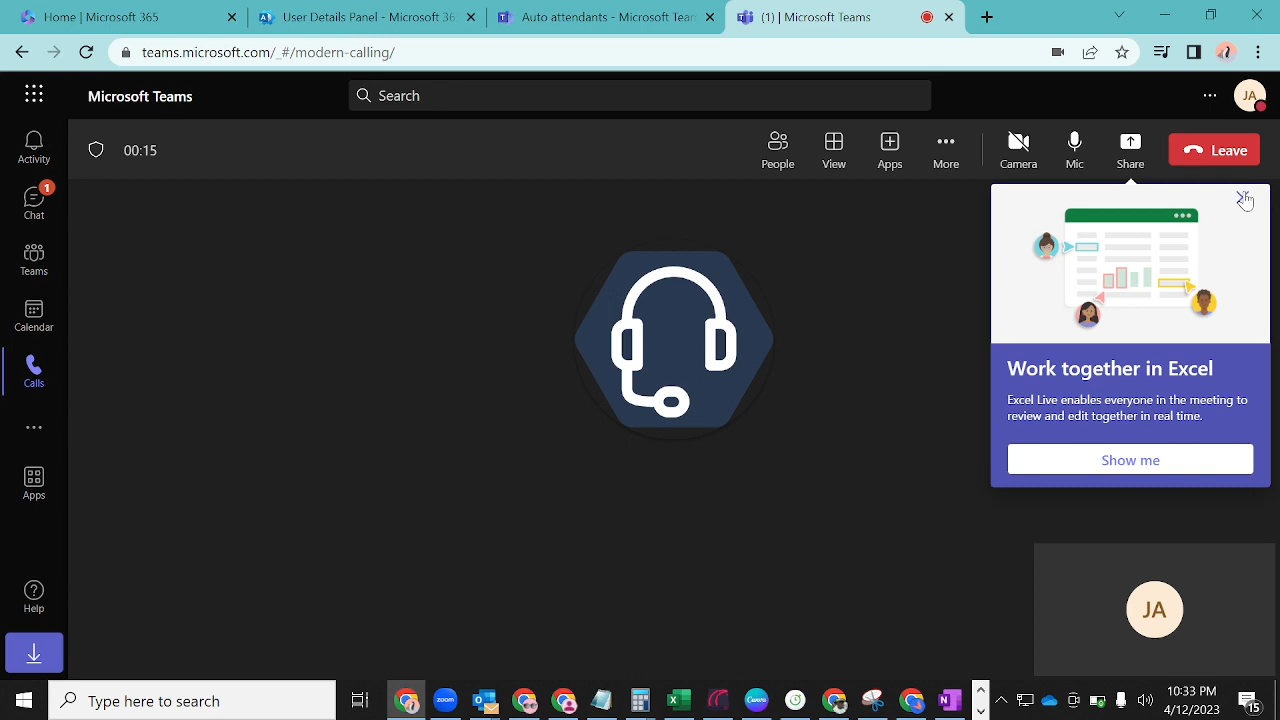 Home | Microsoft 365
User Details Panel - Microsoft 36
Auto attendants - Microsoft Tean
(1) | Microsoft Teams
teams.microsoft.com/_#/modern-calling/
Microsoft Teams
Search
JA
Activity
00:15
People
View
Apps
More
Camera
Mic
Share
Leave
1
Chat
Teams
Calendar
Calls
Apps
Help
Work together in Excel
Excel Live enables everyone in the meeting to
review and edit together in real time.
Show me
JA
Type here to search
zoom
Canva
10:33 PM
4/12/2023
15